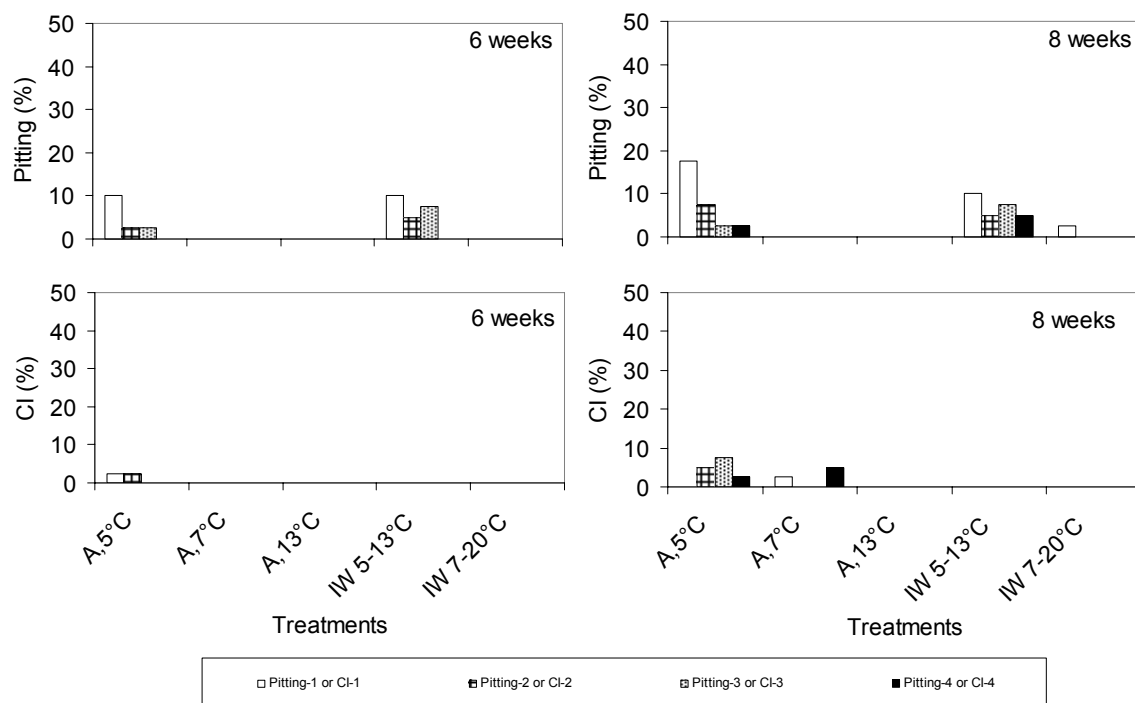 6 weeks
Pitting (%)
50
40
30
20
10
0
8 weeks
Pitting (%)
50
40
30
20
10
0
6 weeks
CI (%)
50
40
30
20
10
0
A,5°C
A,7°C
A,13°C
IW 5-13°C
IW 7-20°C
Treatments
8 weeks
CI (%)
50
40
30
20
10
0
A,5°C
A,7°C
A,13°C
IW 5-13°C
IW 7-20°C
Treatments
Pitting-1 or CI-1 Pitting-2 or CI-2 Pitting-3 or CI-3 Pitting-4 or CI-4